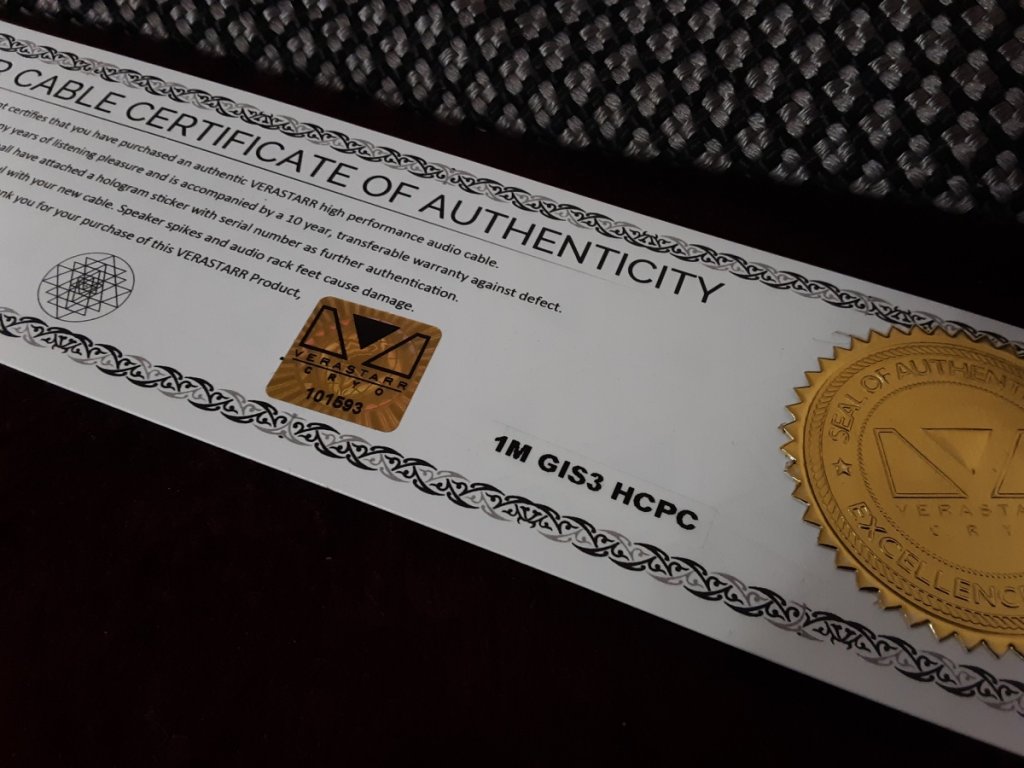 CABLE CERTIFICATE OF AUTHENTICITY
certifies that you have purchased an authentic VERASTARR high performance audio cable.
years of listening pleasure and is accompanied by a 10 year, transferable warranty against defect.
have attached a hologram sticker with serial number as further authentication.
with your new cable. Speaker spikes and audio rack feet cause damage.
you for your purchase of this VERASTARR Product,
VERASTARR
CRYO
101593
1M GIS3 HCPC
SEAL OF
EXCELLENC